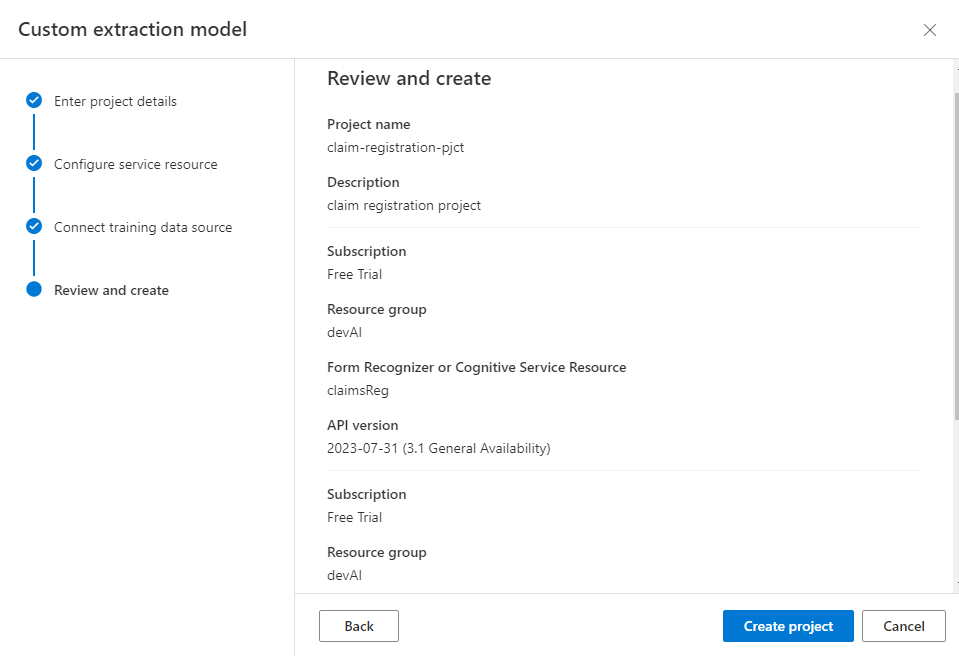 Custom extraction model
Enter project details
Configure service resource
Connect training data source
Review and create
Review and create
Project name
claim-registration-pjct
Description
claim registration project
Subscription
Free Trial
Resource group
devAI
Form Recognizer or Cognitive Service Resource
claimsReg
API version
2023-07-31 (3.1 General Availability)
Subscription
Free Trial
Resource group
devAI
Back
Create project
Cancel